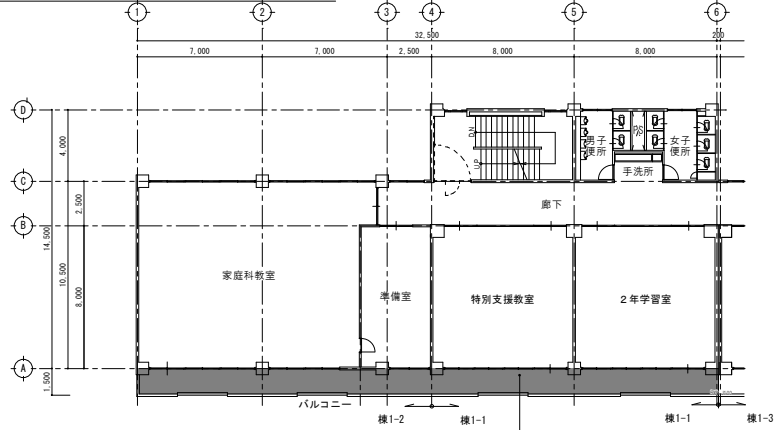 1 2 3 4 5 6
32,500 200
7,000 7,000 2,500 8,000 8,000
D
4,000
DN
UP
男子
便所
PS
女子
便所
手洗所
C
2,500
廊下
B
14,500
10,500
8,000
家庭科教室
準備室
特別支援教室
2年学習室
A
1,500
バルコニー
棟1-2 棟1-1 棟1-1 棟1-3